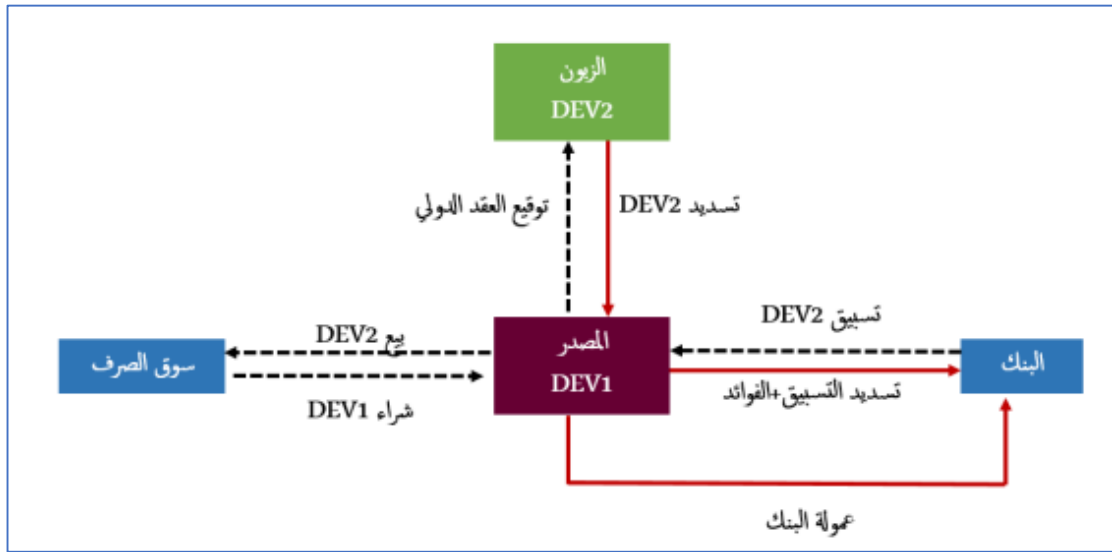 الزبون
DEV2
توقيع العقد الدولي
تسديد DEV2
تسبيق DEV2
بيع DEV2
المصدر
DEV1
سوق الصرف
البنك
تسديد التسبيق+الفوائد
شراء DEV1
عمولة البنك